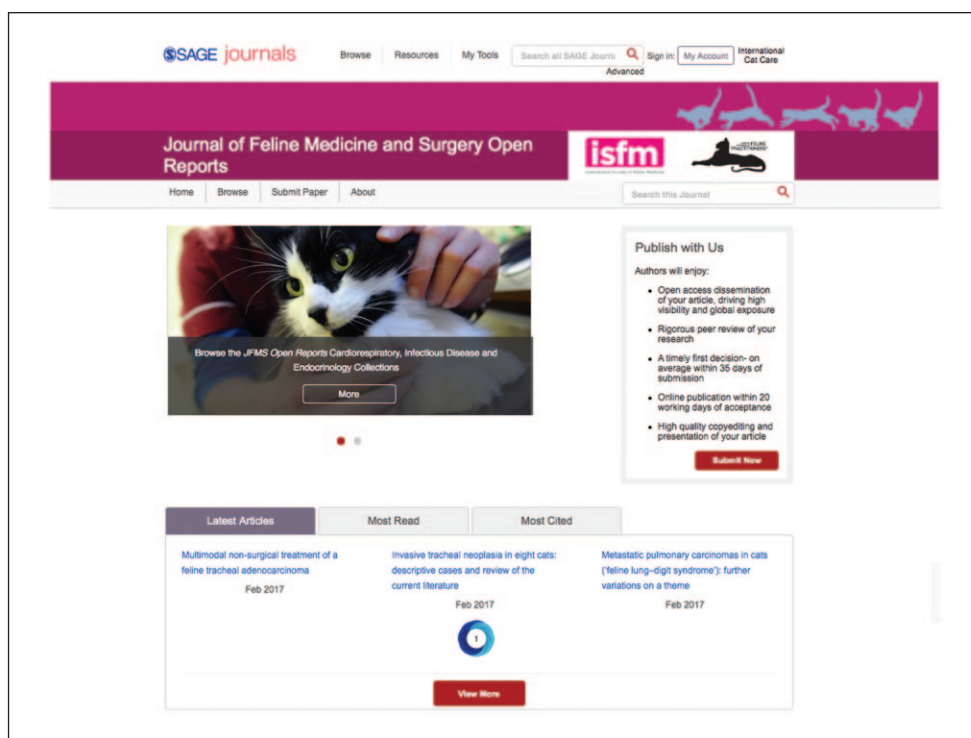 SAGE journals
Browse
Resources
My Tools
Search all SAGE Journ
Advanced
Sign in:
My Account
International
Cat Care
Journal of Feline Medicine and Surgery Open
Reports
isfm
International Society of Feline Medicine
FELINE
PRACTITIONERS
Home
Browse
Submit Paper
About
Search this Journal
Browse the JFMS Open Reports Cardiorespiratory, Infectious Disease and
Endocrinology Collections
More
Publish with Us
Authors will enjoy:
• Open access dissemination
of your article, driving high
visibility and global exposure
• Rigorous peer review of your
research
• A timely first decision- on
average within 35 days of
submission
• Online publication within 20
working days of acceptance
• High quality copyediting and
presentation of your article
Submit Now
Latest Articles
Most Read
Most Cited
Multimodal non-surgical treatment of a
feline tracheal adenocarcinoma
Feb 2017
Invasive tracheal neoplasia in eight cats:
descriptive cases and review of the
current literature
Feb 2017
1
Metastatic pulmonary carcinomas in cats
('feline lung–digit syndrome'): further
variations on a theme
Feb 2017
View More